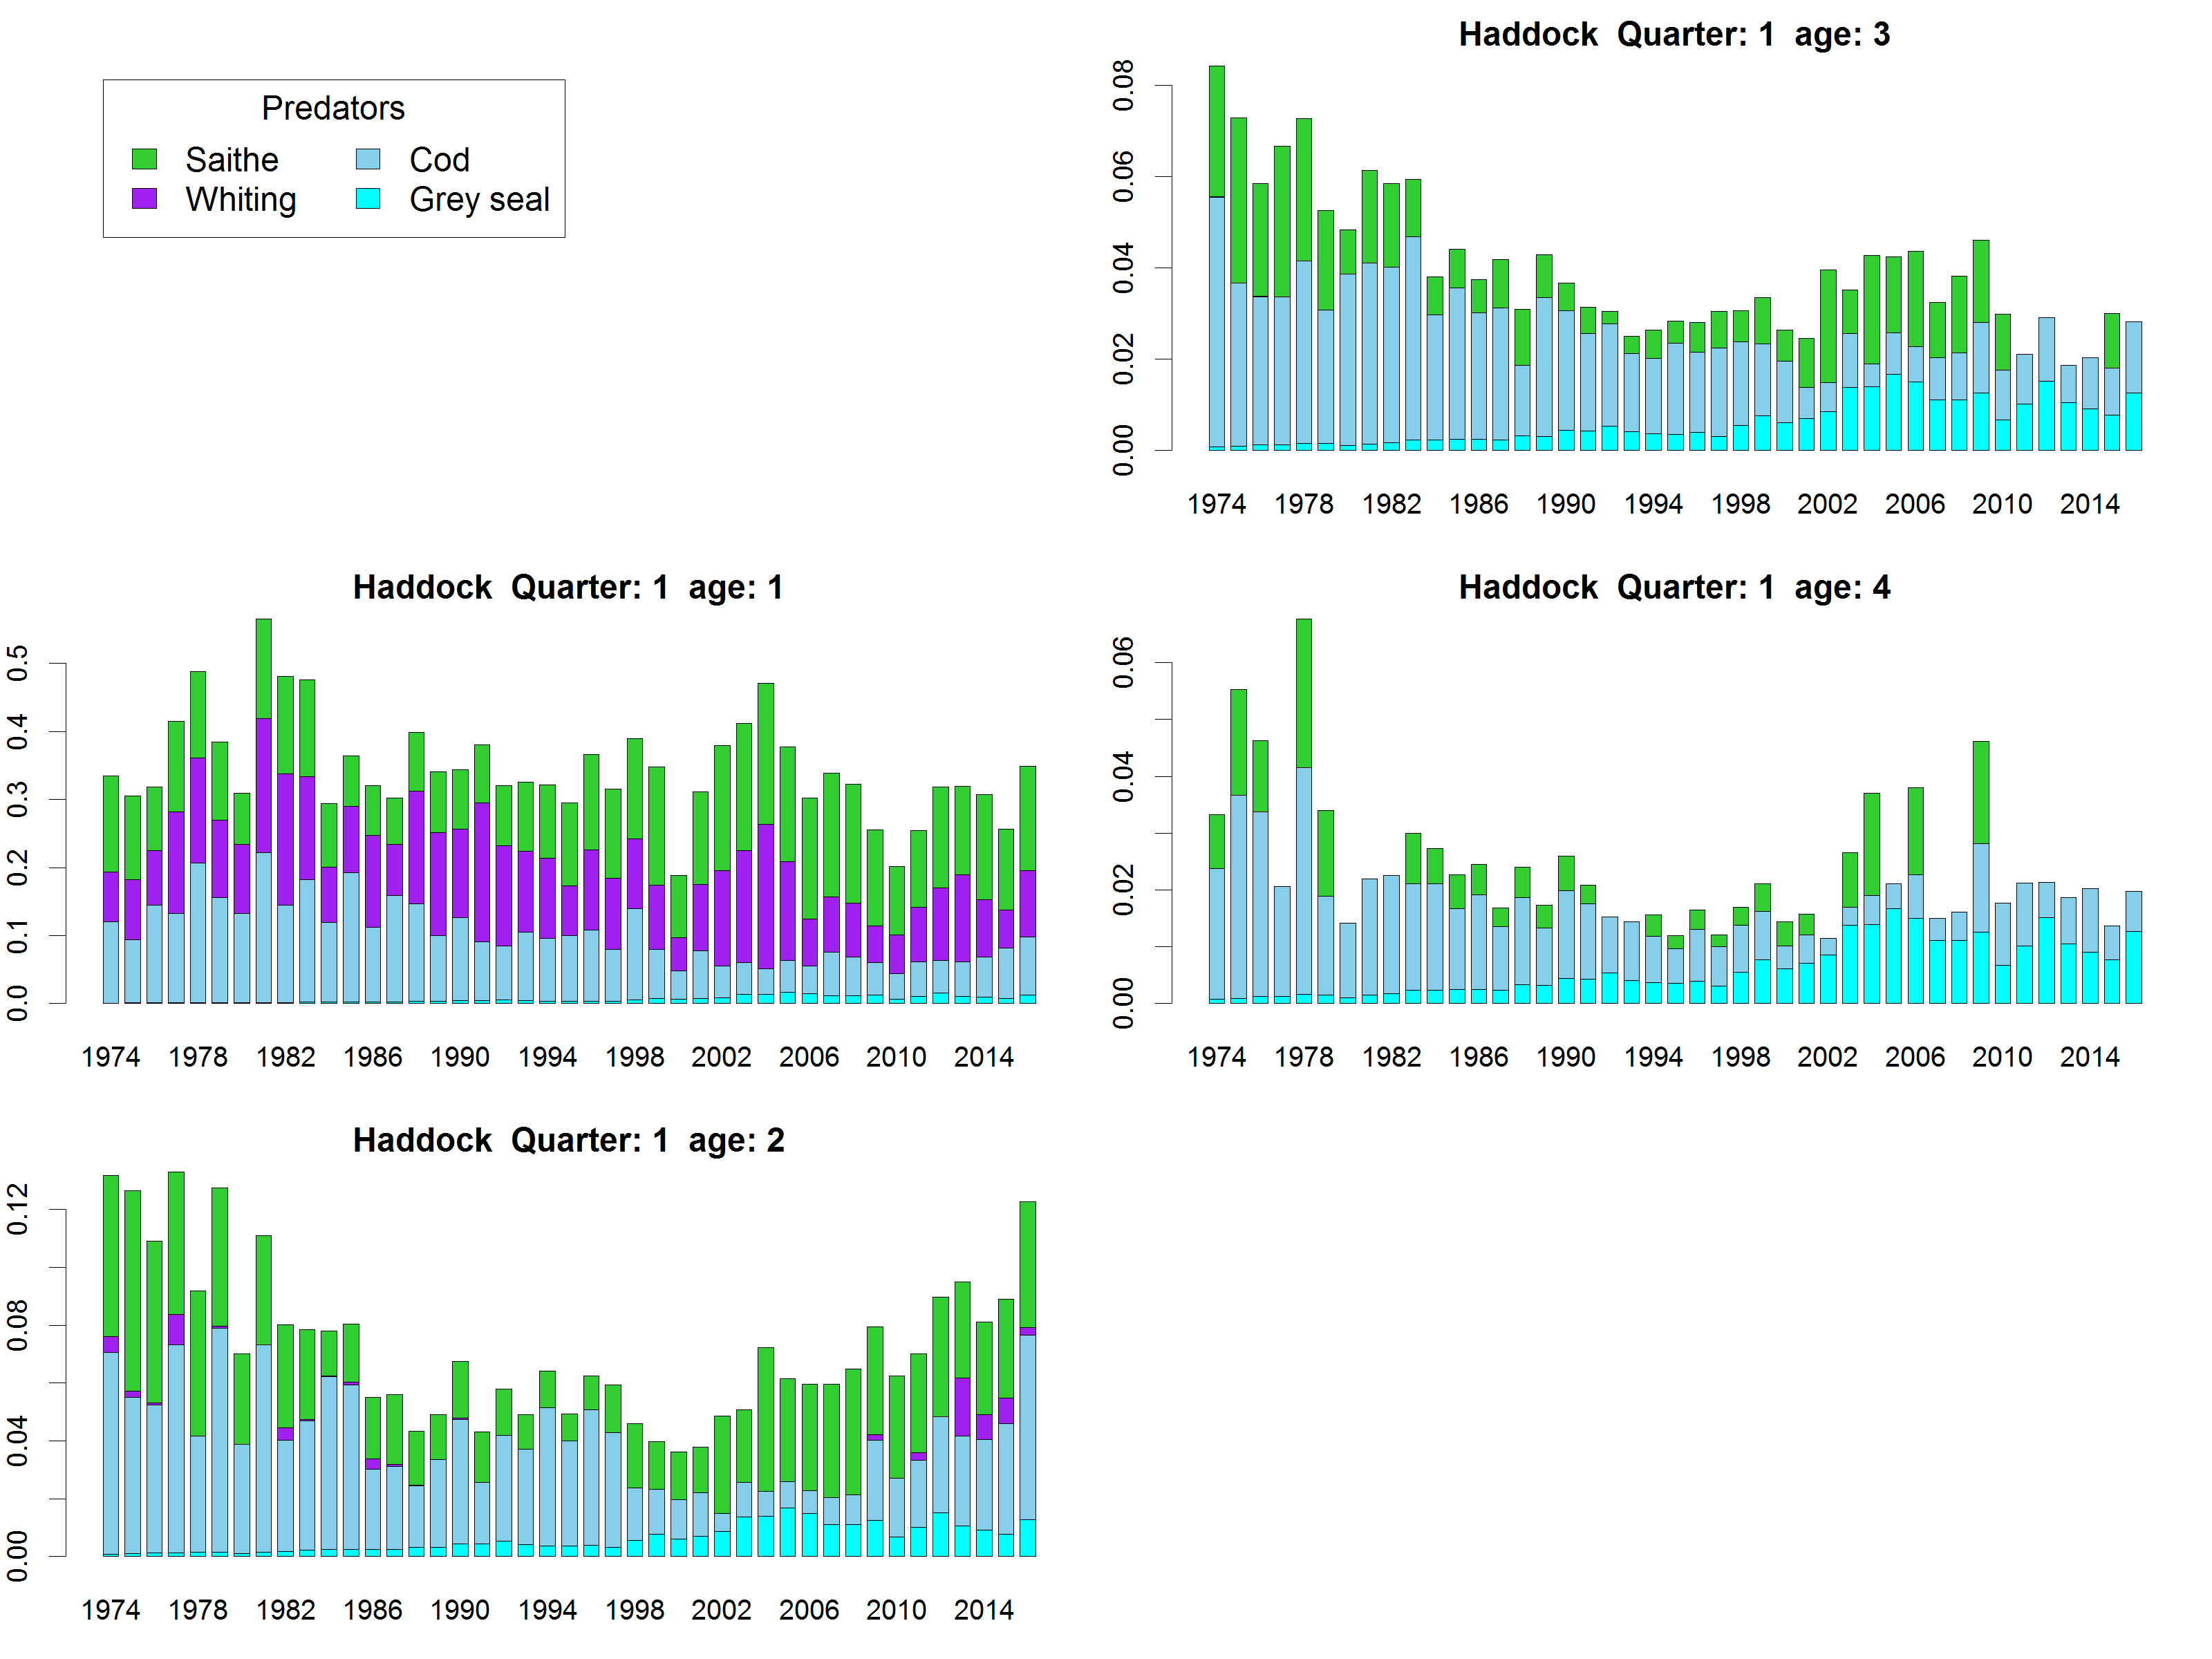 Predators
Saithe Cod
Whiting Grey seal
Haddock Quarter: 1 age: 3
0.08
0.06
0.04
0.02
0.00
1974 1978 1982 1986 1990 1994 1998 2002 2006 2010 2014
Haddock Quarter: 1 age: 1
0.5
0.4
0.3
0.2
0.1
0.0
1974 1978 1982 1986 1990 1994 1998 2002 2006 2010 2014
Haddock Quarter: 1 age: 4
0.06
0.04
0.02
0.00
1974 1978 1982 1986 1990 1994 1998 2002 2006 2010 2014
Haddock Quarter: 1 age: 2
0.12
0.08
0.04
0.00
1974 1978 1982 1986 1990 1994 1998 2002 2006 2010 2014